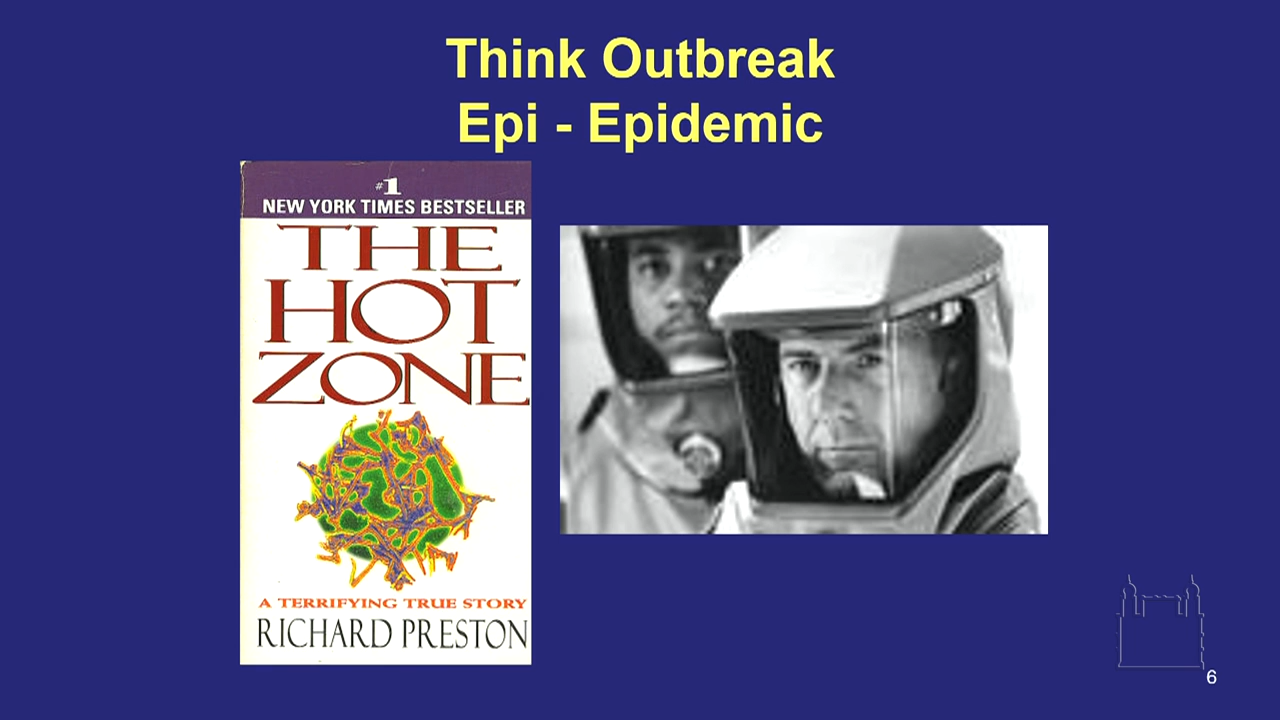 Think Outbreak
Epi - Epidemic
#1
NEW YORK TIMES BESTSELLER
THE
HOT
ZONE
A TERRIFYING TRUE STORY
RICHARD PRESTON
6